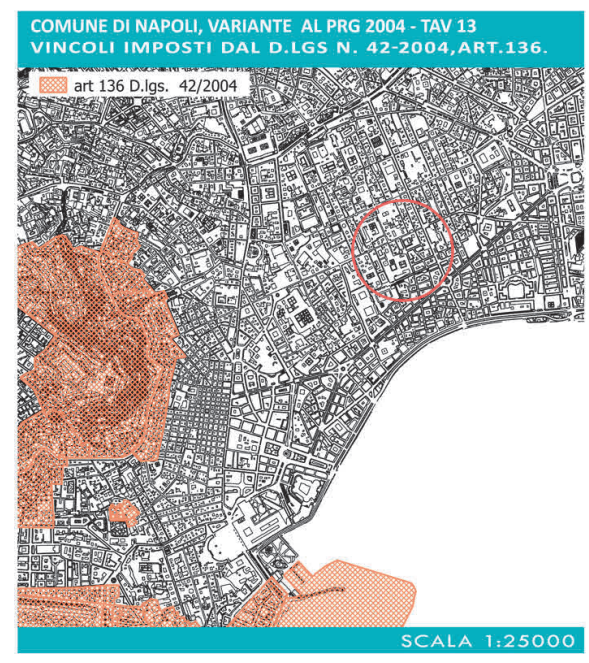 COMUNE DI NAPOLI, VARIANTE AL PRG 2004 - TAV 13
VINCOLI IMPOSTI DAL D.LGS N. 42-2004,ART.136.
art 136 D.lgs. 42/2004
SCALA 1:25000